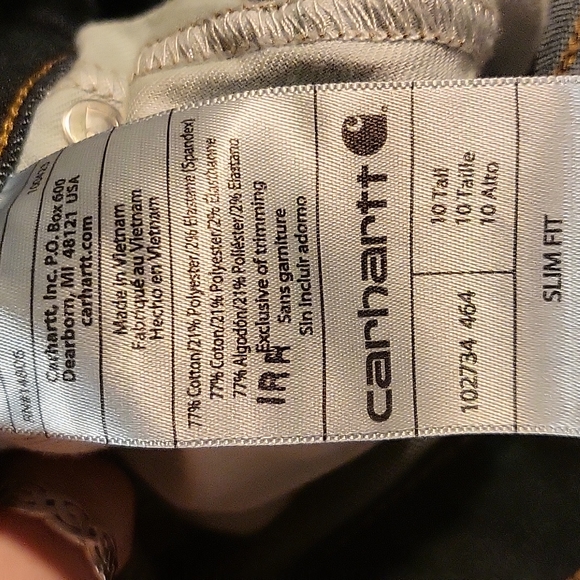 SLIM FIT
10 Tall
10 Taille
10 Alto
102734 464
carhartt
77% Cotton/21% Polyester/2% Elastane (Spandex)
77% Coton/21% Polyester/2% Élasthanne
77% Algodón/21% Poliéster/2% Elastano
Exclusive of trimming
Sans garniture
Sin incluir adorno
Made in Vietnam
Fabriqué au Vietnam
Hecho en Vietnam
Carhartt, Inc. P.O. Box 600
Dearborn, MI 48121 USA
carhartt.com